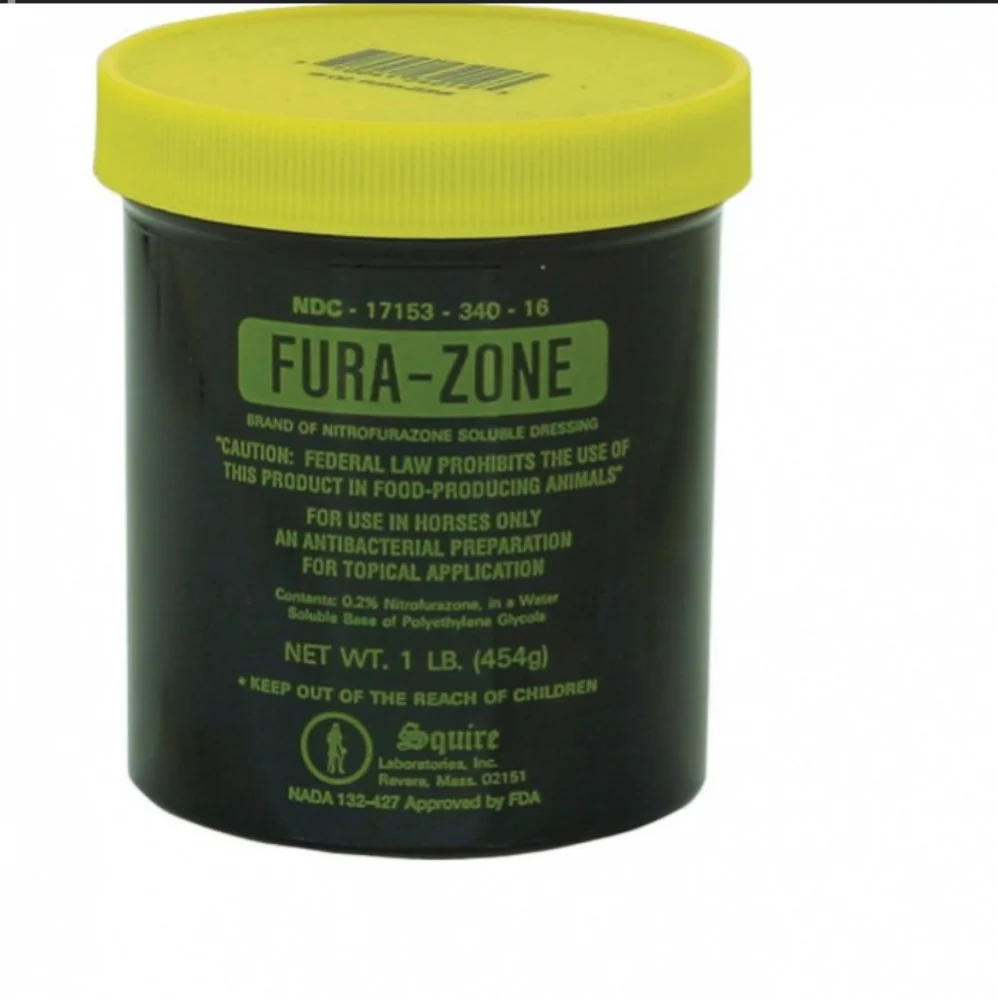 NDC - 17153 - 340 - 16
FURA-ZONE
BRAND OF NITROFURAZONE SOLUBLE DRESSING
"CAUTION: FEDERAL LAW PROHIBITS THE USE OF
THIS PRODUCT IN FOOD-PRODUCING ANIMALS"
FOR USE IN HORSES ONLY
AN ANTIBACTERIAL PREPARATION
FOR TOPICAL APPLICATION
Contents: 0.2% Nitrofurazone, in a Water
Soluble Base of Polyethylene Glycols
NET WT. 1 LB. (454g)
• KEEP OUT OF THE REACH OF CHILDREN
Squire
Laboratories, Inc.
Revere, Mass. 02151
NADA 132-427 Approved by FDA